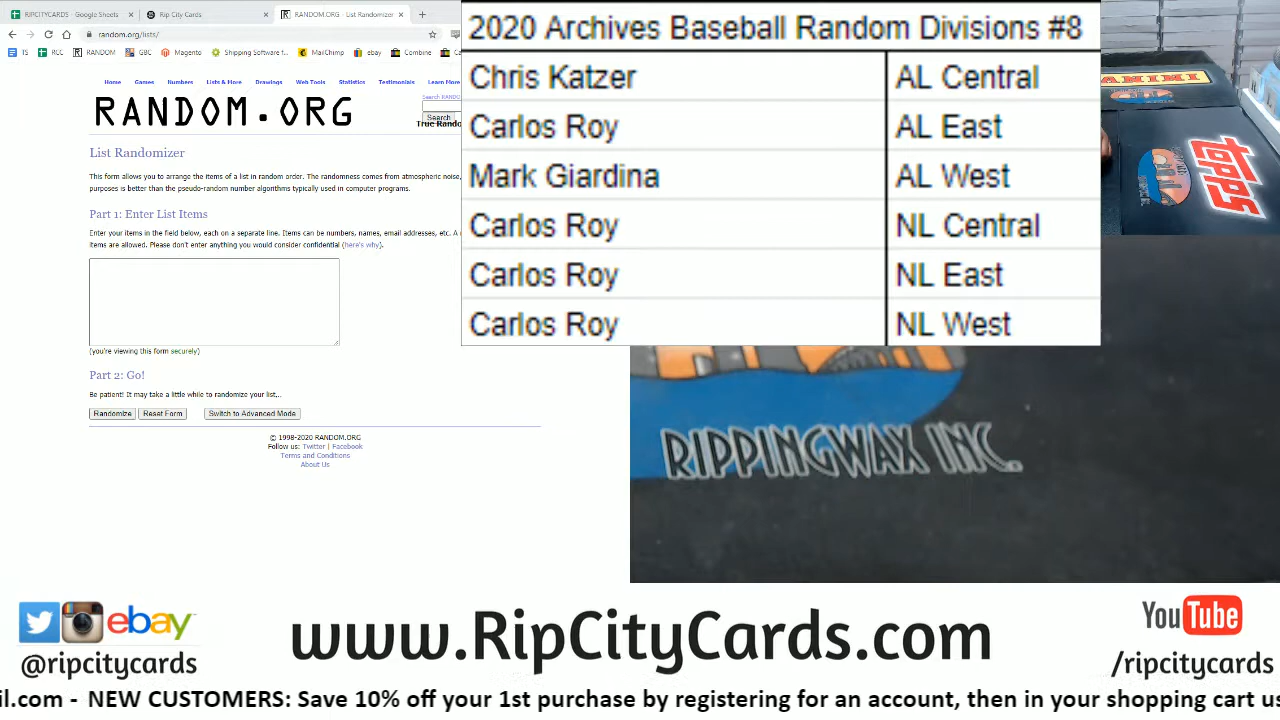 RIPCITYCARDS - Google Sheets
Rip City Cards
RANDOM.ORG - List Randomizer
random.org/lists/
TS
RCC
RANDOM
GBC
Magento
Shipping Software f...
MailChimp
ebay
Combine
Home Games Numbers Lists & More Drawings Web Tools Statistics Testimonials Learn More
RANDOM.ORG
Search RANDO
Search
True Rando
List Randomizer
This form allows you to arrange the items of a list in random order. The randomness comes from atmospheric noise,
purposes is better than the pseudo-random number algorithms typically used in computer programs.
Part 1: Enter List Items
Enter your items in the field below, each on a separate line. Items can be numbers, names, email addresses, etc. A
items are allowed. Please don't enter anything you would consider confidential (here's why).
(you're viewing this form securely)
Part 2: Go!
Be patient! It may take a little while to randomize your list,..
Randomize Reset Form Switch to Advanced Mode
© 1998-2020 RANDOM.ORG
Follow us: Twitter | Facebook
Terms and Conditions
About Us
2020 Archives Baseball Random Divisions #8
Chris Katzer AL Central
Carlos Roy AL East
Mark Giardina AL West
Carlos Roy NL Central
Carlos Roy NL East
Carlos Roy NL West
PANINI
topps
RIPPINGWAX INC.
ebay
@ripcitycards
www.RipCityCards.com
YouTube
/ripcitycards
il.com - NEW CUSTOMERS: Save 10% off your 1st purchase by registering for an account, then in your shopping cart us